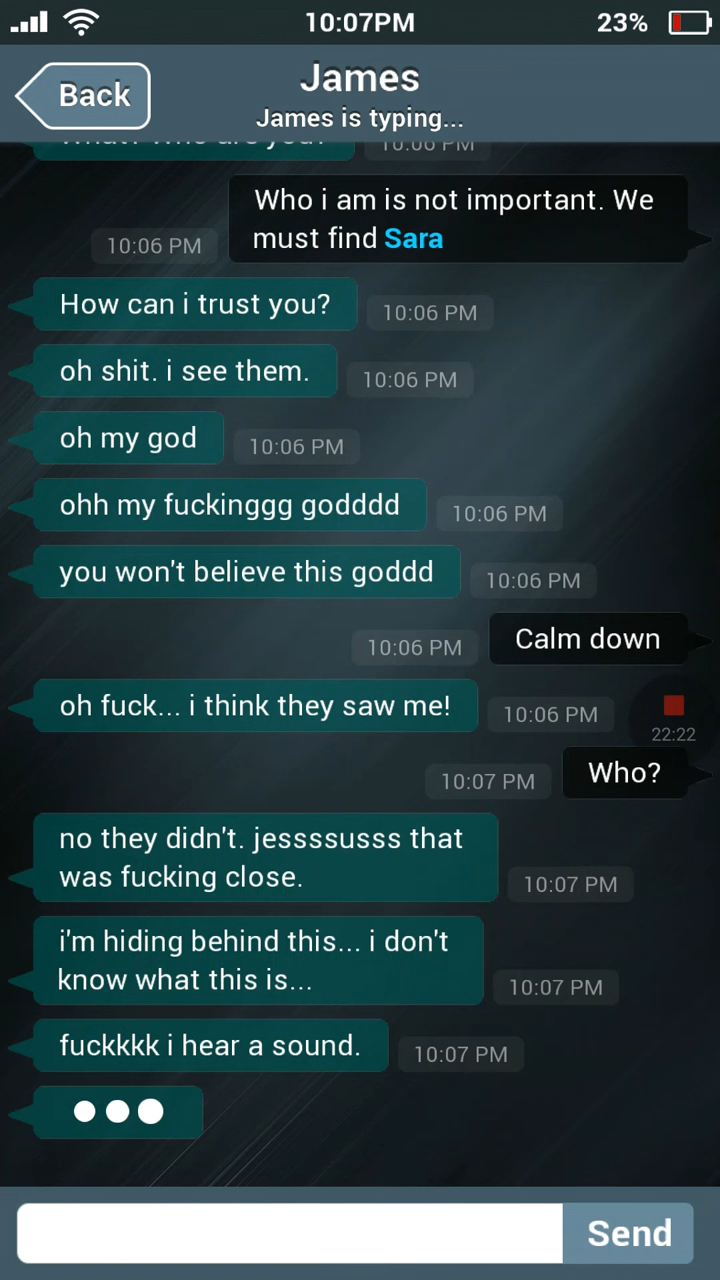 10:07PM
23%
Back
James
James is typing...
10:06 PM
Who i am is not important. We
must find Sara
10:06 PM
How can i trust you?
10:06 PM
oh shit. i see them.
10:06 PM
oh my god
10:06 PM
ohh my fuckinggg godddd
10:06 PM
you won't believe this goddd
10:06 PM
Calm down
10:06 PM
oh fuck... i think they saw me!
10:06 PM
22:22
Who?
10:07 PM
no they didn't. jessssusss that
was fucking close.
10:07 PM
i'm hiding behind this... i don't
know what this is...
10:07 PM
fuckkkk i hear a sound.
10:07 PM
Send